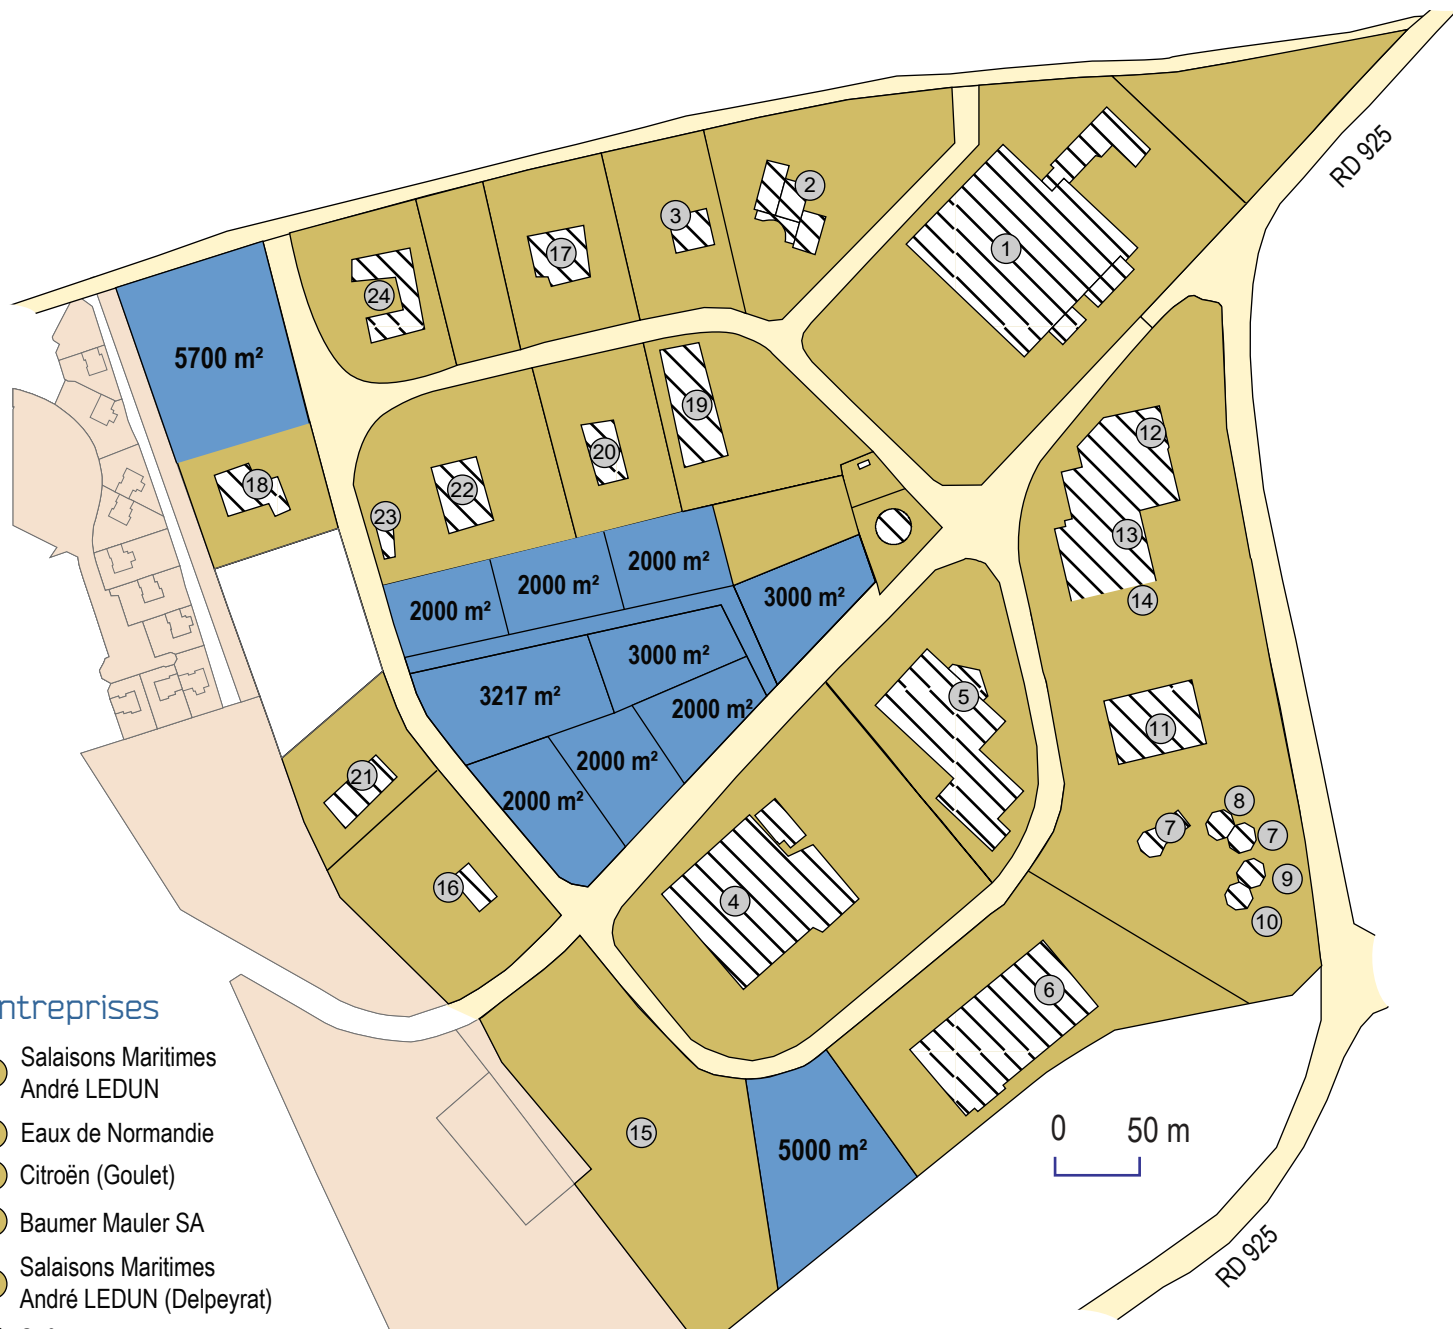 RD 925
2
3
1
17
24
5700 m²
19
12
20
18
22
23
13
2000 m²
2000 m²
2000 m²
3000 m²
14
3000 m²
3217 m²
5
2000 m²
11
2000 m²
21
2000 m²
8
7
7
9
16
4
10
6
ntreprises
Salaisons Maritimes
André LEDUN
Eaux de Normandie
Citroën (Goulet)
Baumer Mauler SA
Salaisons Maritimes
André LEDUN (Delpeyrat)
15
5000 m²
0 50 m
RD 925